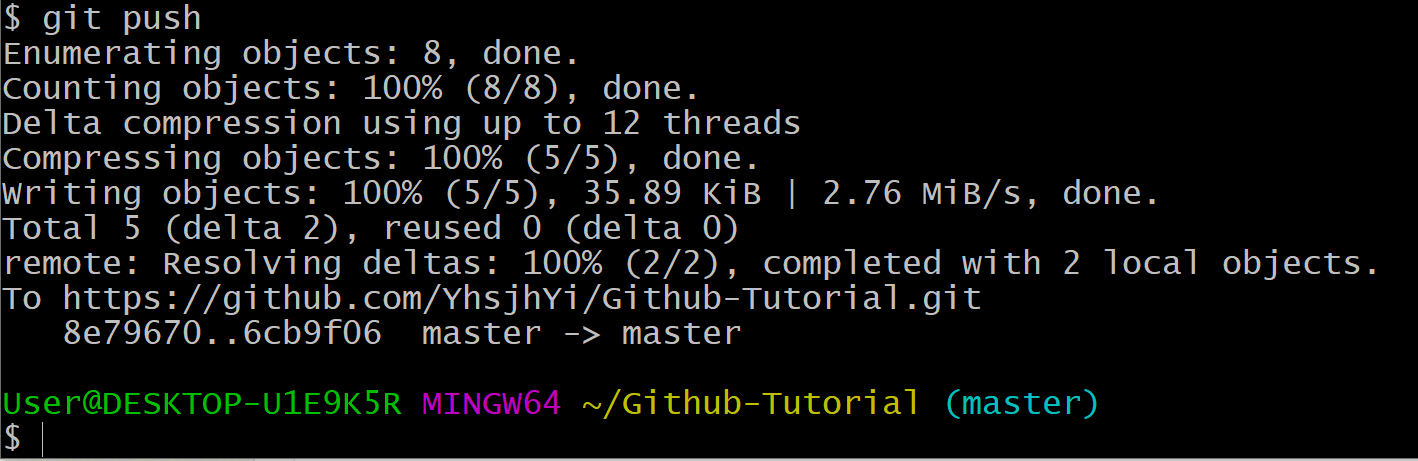 $ git push
Enumerating objects: 8, done.
Counting objects: 100% (8/8), done.
Delta compression using up to 12 threads
Compressing objects: 100% (5/5), done.
Writing objects: 100% (5/5), 35.89 KiB | 2.76 MiB/s, done.
Total 5 (delta 2), reused 0 (delta 0)
remote: Resolving deltas: 100% (2/2), completed with 2 local objects.
To https://github.com/YhsjhYi/Github-Tutorial.git
   8e79670..6cb9f06  master -> master
User@DESKTOP-U1E9K5R MINGW64 ~/Github-Tutorial (master)
$